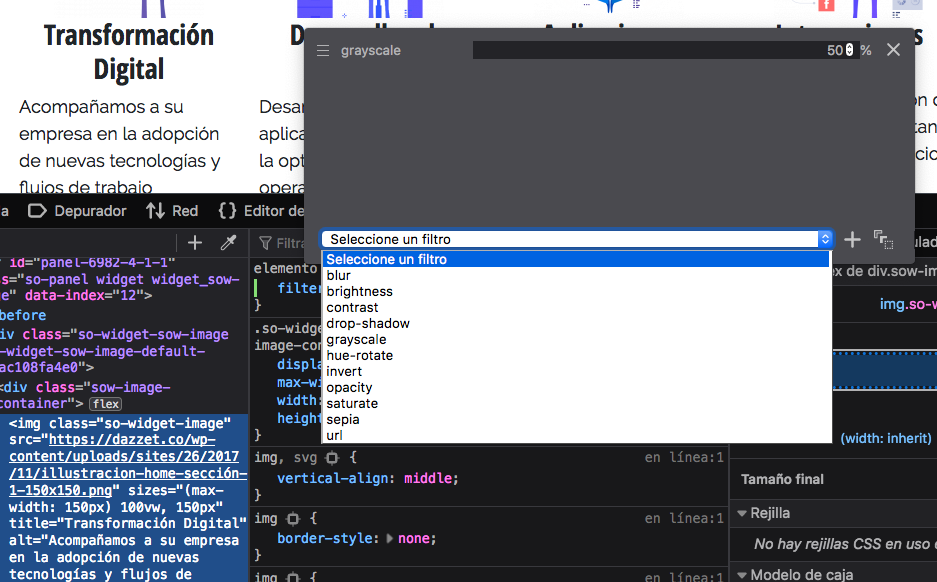 Transformación
Digital
Acompañamos a su
empresa en la adopción
de nuevas tecnologías y
flujos de trabajo
Desar
aplica
la opt
opera
grayscale
50 %
Depurador
Red
Editor de
Filtra
Seleccione un filtro
Seleccione un filtro
blur
brightness
contrast
drop-shadow
grayscale
hue-rotate
invert
opacity
saturate
sepia
url
id="panel-6982-4-1-1"
ss="so-panel widget widget_sow-
ge" data-index="12">
before
iv class="so-widget-sow-image
-widget-sow-image-default-
ac108fa4e0">
<div class="sow-image-
container"> flex
<img class="so-widget-image"
src="https://dazzet.co/wp-
content/uploads/sites/26/2017
/11/illustracion-home-sección-
1-150x150.png" sizes="(max-
width: 150px) 100vw, 150px"
title="Transformación Digital"
alt="Acompañamos a su empresa
en la adopción de nuevas
tecnologías y flujos de
elemento
filter
}
.so-widge
image-con
displa
max-wi
width:
height
}
img, svg {
en línea:1
vertical-align: middle;
}
img {
en línea:1
border-style: none;
}
img {
en línea:1
ex de div.sow-im
img.so-w
(width: inherit)
Tamaño final
Rejilla
No hay rejillas CSS en uso e
Modelo de caja